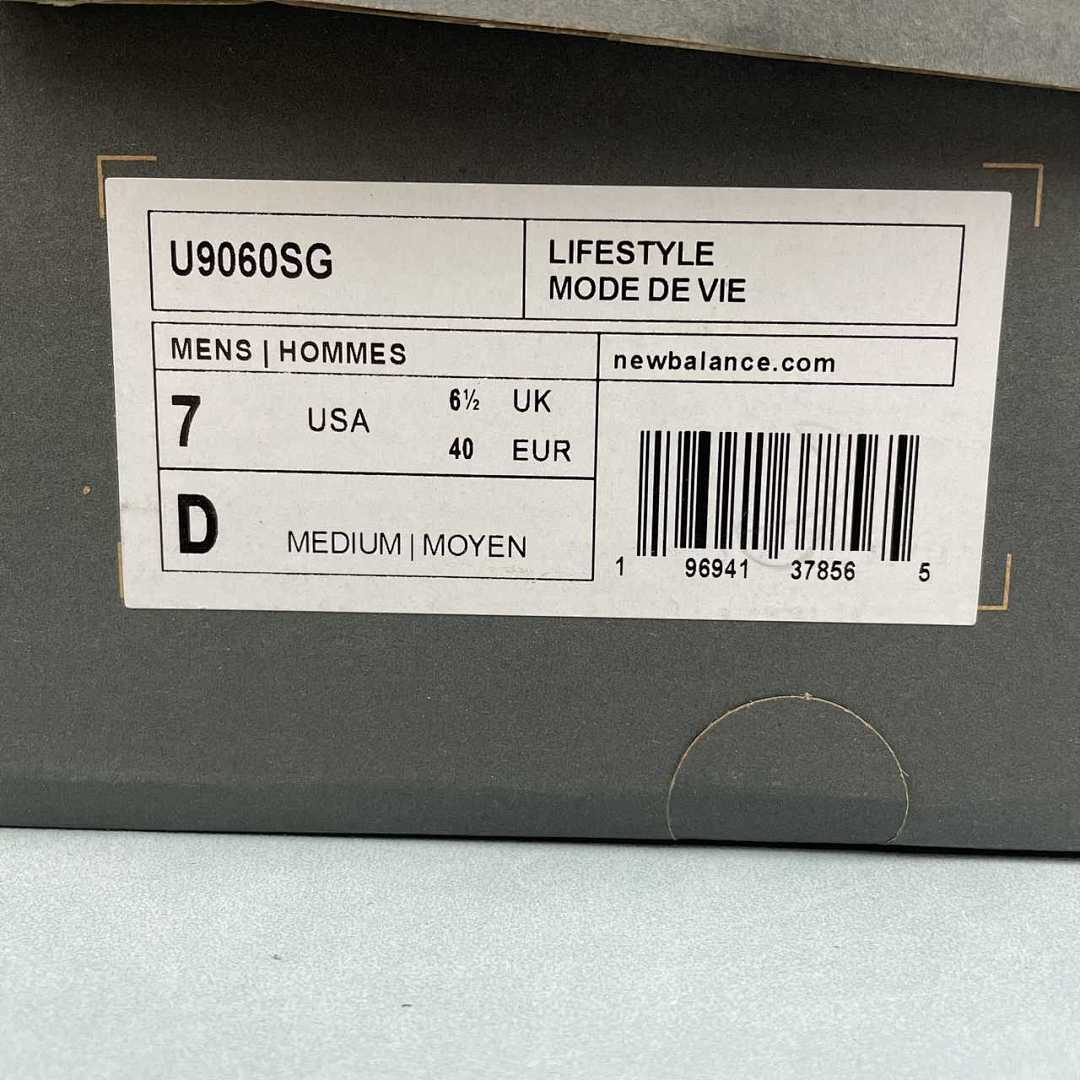 U9060SG
LIFESTYLE
MODE DE VIE
MENS | HOMMES
newbalance.com
7 USA 6½ UK
40 EUR
D MEDIUM | MOYEN
1 96941 37856 5